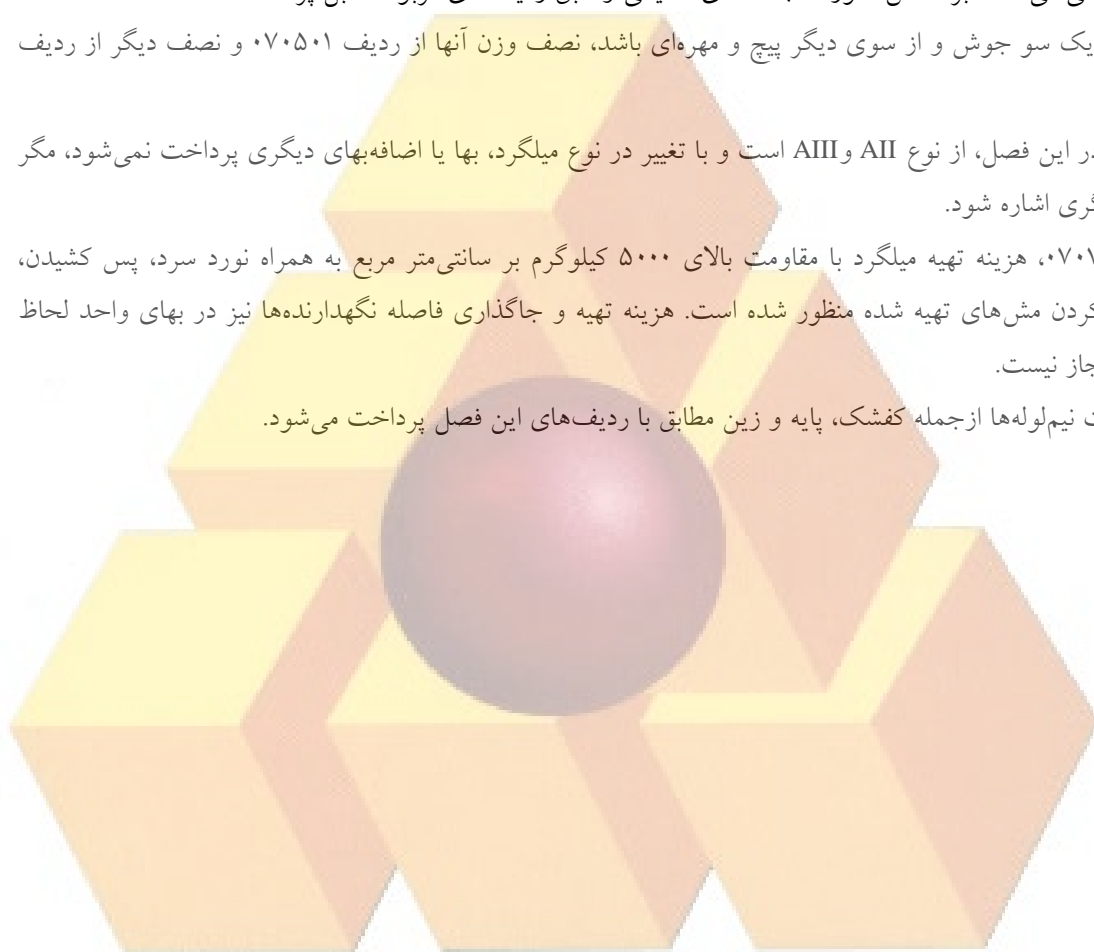 یک سو جوش و از سوی دیگر پیچ و مهره‌ای باشد، نصف وزن آنها از ردیف ۰۷۰۵۰۱ و نصف دیگر از ردیف
در این فصل، از نوع AII وAIII است و با تغییر در نوع میلگرد، بها یا اضافه‌بهای دیگری پرداخت نمی‌شود، مگر
گری اشاره شود.
هزینه تهیه میلگرد با مقاومت بالای ۵۰۰۰ کیلوگرم بر سانتی‌متر مربع به همراه نورد سرد، پس کشیدن،
کردن مش‌های تهیه شده منظور شده است. هزینه تهیه و جاگذاری فاصله نگهدارنده‌ها نیز در بهای واحد لحاظ
جاز نیست.
ت نیم‌لوله‌ها ازجمله کفشک، پایه و زین مطابق با ردیف‌های این فصل پرداخت می‌شود.